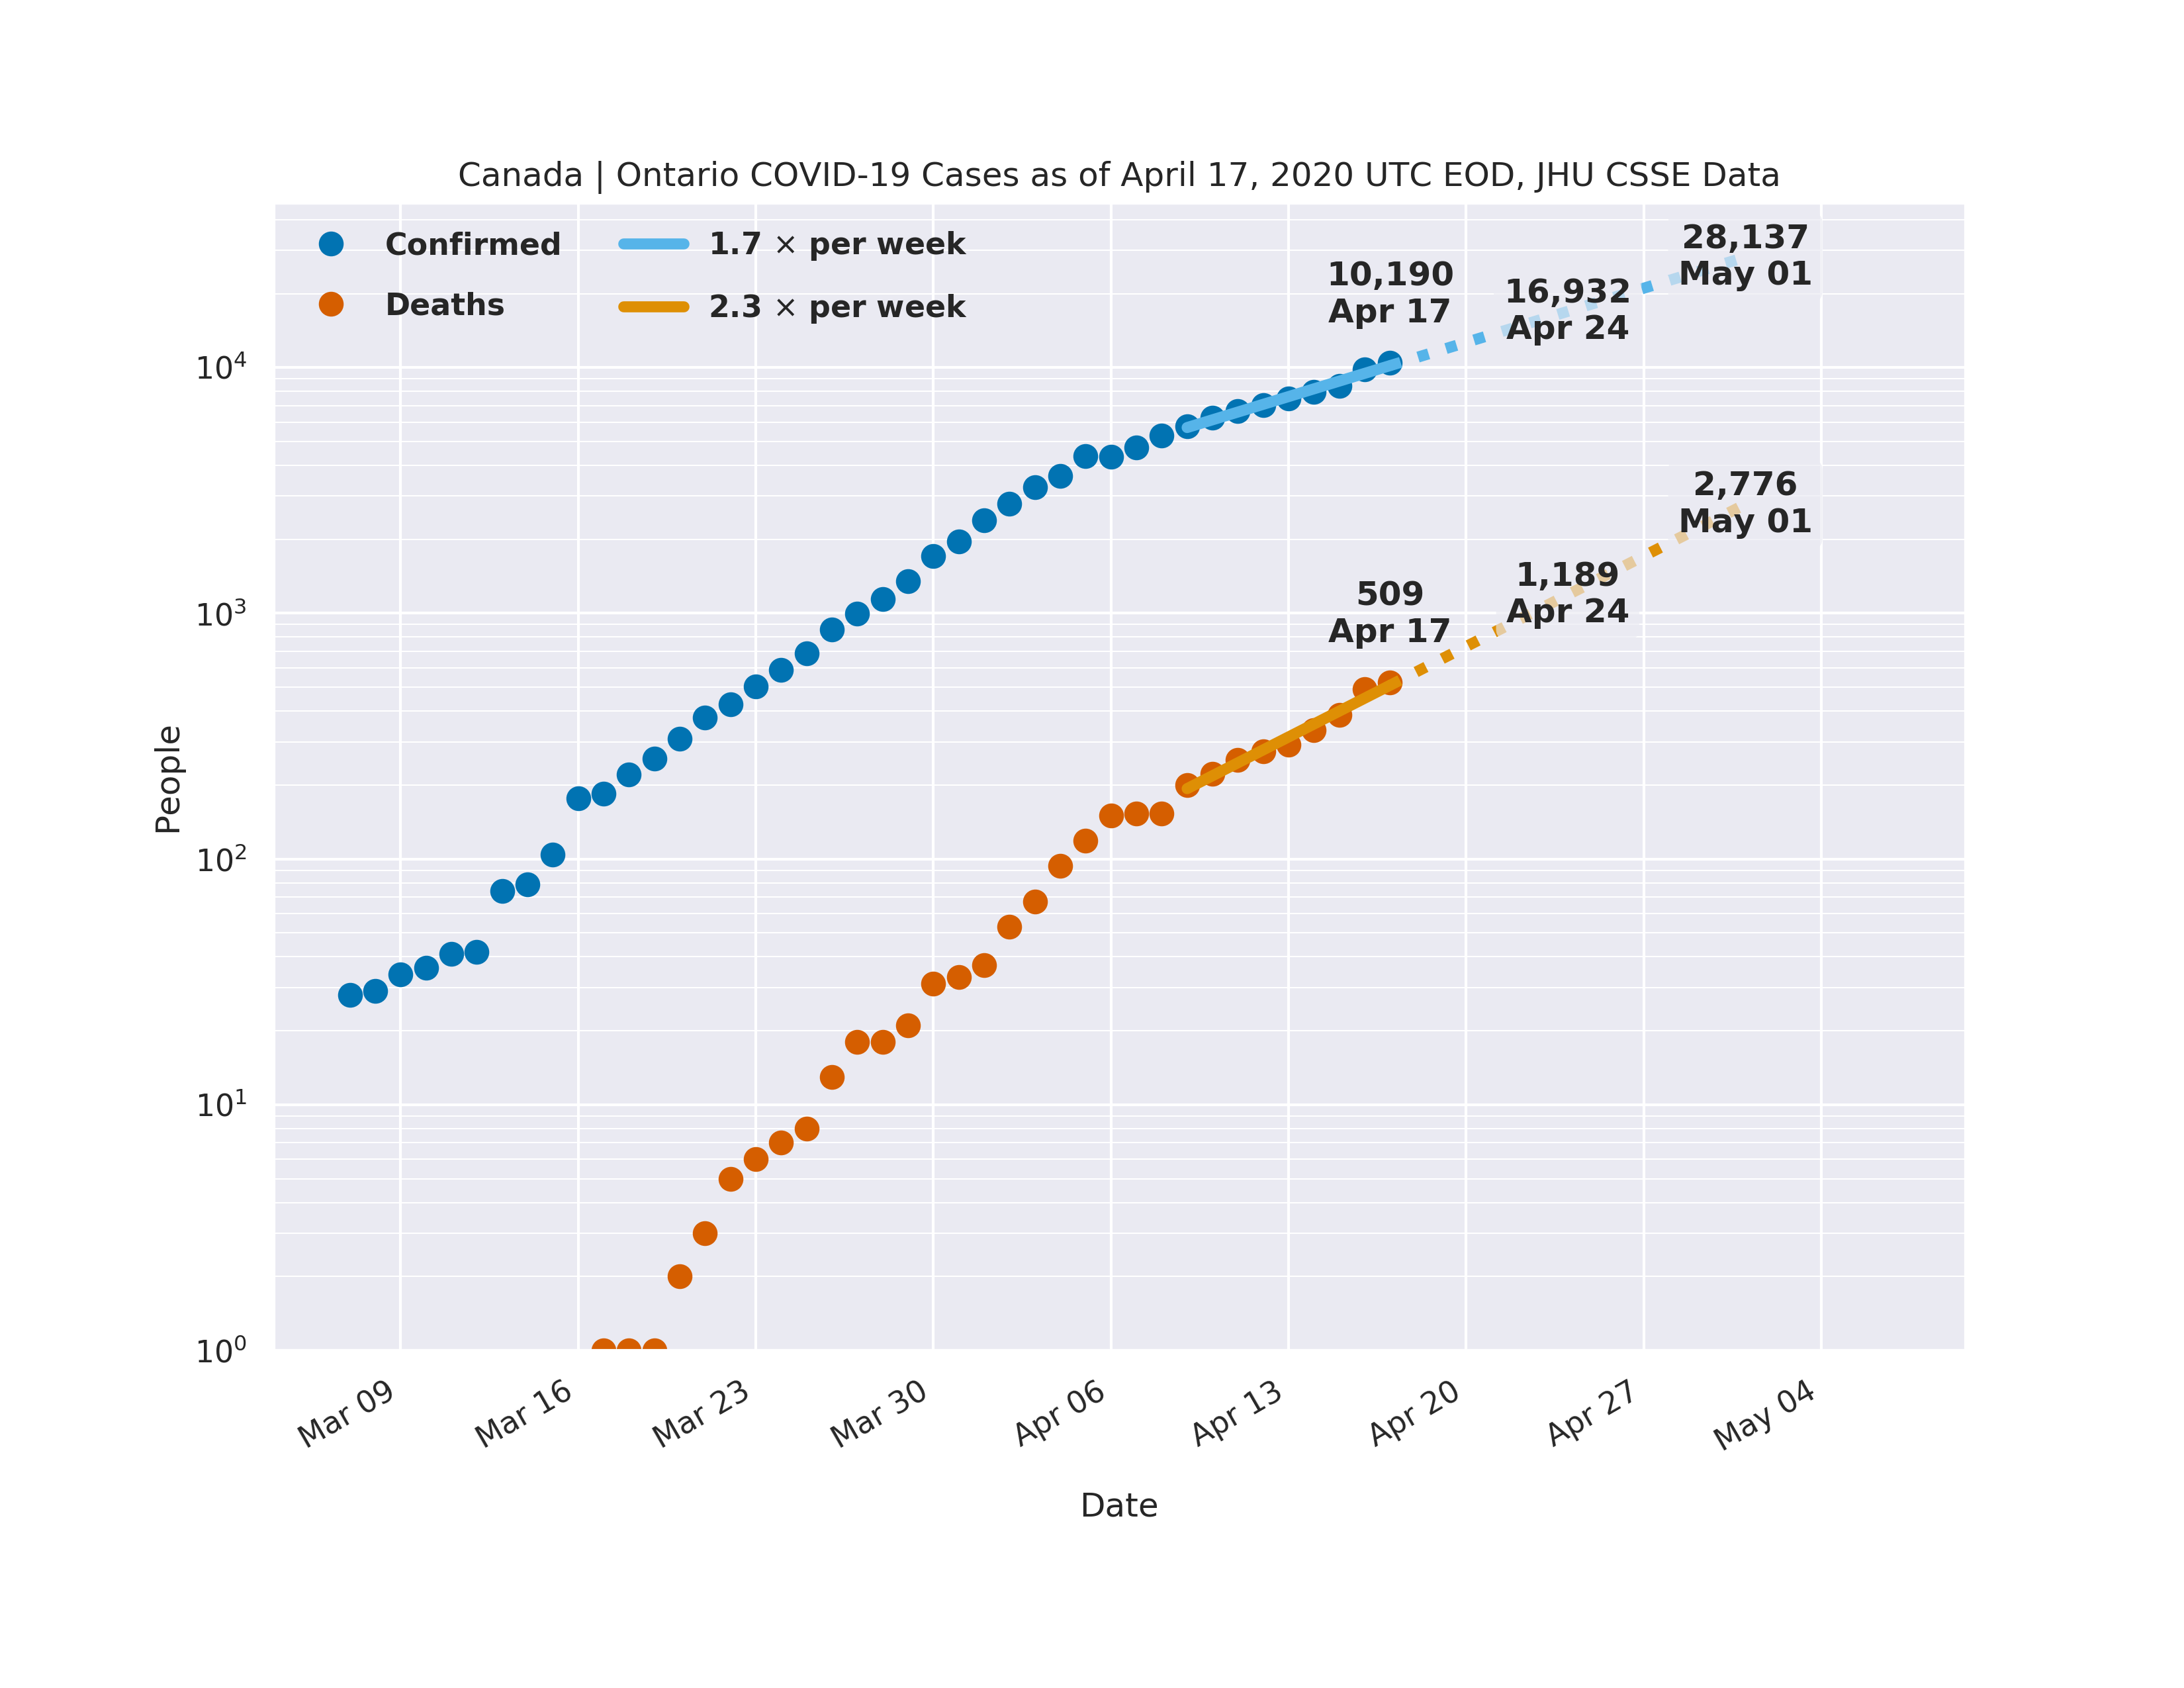 Canada | Ontario COVID-19 Cases as of April 17, 2020 UTC EOD, JHU CSSE Data
Confirmed
Deaths
1.7 × per week
2.3 × per week
10,190
Apr 17
16,932
Apr 24
28,137
May 01
509
Apr 17
1,189
Apr 24
2,776
May 01
People
10⁴
10³
10²
10¹
10⁰
Mar 09
Mar 16
Mar 23
Mar 30
Apr 06
Apr 13
Apr 20
Apr 27
May 04
Date